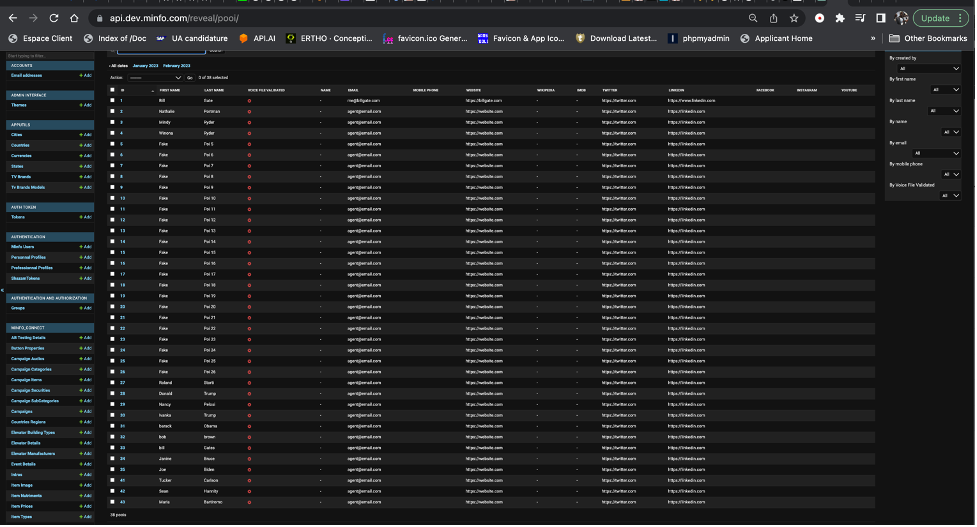 api.dev.minfo.com/reveal/pooi/
Update
Espace Client
Index of /Doc
UA candidature
API.AI
ERTHO - Concepti...
favicon.ico Gener...
Favicon & App Icon...
Download Latest...
phpmyadmin
Applicant Home
»
Other Bookmarks
Start typing to filter...
ACCOUNTS
Email addresses + Add
ADMIN INTERFACE
Themes + Add
APPUTILS
Cities + Add
Countries + Add
Currencies + Add
States + Add
TV Brands + Add
Tv Brands Models + Add
AUTH TOKEN
Tokens + Add
AUTHENTICATION
Minfo Users + Add
Personnal Profiles + Add
Professionnal Profiles + Add
ShazamTokens + Add
AUTHENTICATION AND AUTHORIZATION
Groups + Add
MINFO_CONNECT
AB Testing Details + Add
Button Properties + Add
Campaign Audios + Add
Campaign Categories + Add
Campaign Items + Add
Campaign Securities + Add
Campaign SubCategories + Add
Campaigns + Add
Countries Regions + Add
Elevator Building Types + Add
Elevator Details + Add
Elevator Manufacturers + Add
Event Details + Add
Intros + Add
Item Image + Add
Item Nutriments + Add
Item Prices + Add
Item Types + Add
‹ All dates January 2023 February 2023
Action: -------- Go 0 of 38 selected
ID FIRST NAME LAST NAME VOICE FILE VALIDATED NAME EMAIL MOBILE PHONE WEBSITE WIKIPEDIA IMDB TWITTER LINKEDIN FACEBOOK INSTAGRAM YOUTUBE
1 Bill Gate - me@billgate.com https://billgate.com - - https://twitter.com https://www.linkedin.com
2 Nathalie Portman - agent@email.com https://website.com - - https://twitter.com https://linkedin.com
3 Mindy Ryder - agent@email.com https://website.com - - https://twitter.com https://linkedin.com
4 Winona Ryder - agent@email.com https://website.com - - https://twitter.com https://linkedin.com
5 Fake Poi 5 - agent@email.com https://website.com - - https://twitter.com https://linkedin.com
6 Fake Poi 6 - agent@email.com https://website.com - - https://twitter.com https://linkedin.com
7 Fake Poi 7 - agent@email.com https://website.com - - https://twitter.com https://linkedin.com
8 Fake Poi 8 - agent@email.com https://website.com - - https://twitter.com https://linkedin.com
9 Fake Poi 9 - agent@email.com https://website.com - - https://twitter.com https://linkedin.com
10 Fake Poi 10 - agent@email.com https://website.com - - https://twitter.com https://linkedin.com
11 Fake Poi 11 - agent@email.com https://website.com - - https://twitter.com https://linkedin.com
12 Fake Poi 12 - agent@email.com https://website.com - - https://twitter.com https://linkedin.com
13 Fake Poi 13 - agent@email.com https://website.com - - https://twitter.com https://linkedin.com
14 Fake Poi 14 - agent@email.com https://website.com - - https://twitter.com https://linkedin.com
15 Fake Poi 15 - agent@email.com https://website.com - - https://twitter.com https://linkedin.com
16 Fake Poi 16 - agent@email.com https://website.com - - https://twitter.com https://linkedin.com
17 Fake Poi 17 - agent@email.com https://website.com - - https://twitter.com https://linkedin.com
18 Fake Poi 18 - agent@email.com https://website.com - - https://twitter.com https://linkedin.com
19 Fake Poi 19 - agent@email.com https://website.com - - https://twitter.com https://linkedin.com
20 Fake Poi 20 - agent@email.com https://website.com - - https://twitter.com https://linkedin.com
21 Fake Poi 21 - agent@email.com https://website.com - - https://twitter.com https://linkedin.com
22 Fake Poi 22 - agent@email.com https://website.com - - https://twitter.com https://linkedin.com
23 Fake Poi 23 - agent@email.com https://website.com - - https://twitter.com https://linkedin.com
24 Fake Poi 24 - agent@email.com https://website.com - - https://twitter.com https://linkedin.com
25 Fake Poi 25 - agent@email.com https://website.com - - https://twitter.com https://linkedin.com
26 Fake Poi 26 - agent@email.com https://website.com - - https://twitter.com https://linkedin.com
27 Roland Glark - agent@email.com https://website.com - - https://twitter.com https://linkedin.com
28 Donald Trump - agent@email.com https://website.com - - https://twitter.com https://linkedin.com
29 Nancy Pelosi - agent@email.com https://website.com - - https://twitter.com https://linkedin.com
30 Ivanka Trump - agent@email.com https://website.com - - https://twitter.com https://linkedin.com
31 barack Obama - agent@email.com https://website.com - - https://twitter.com https://linkedin.com
32 bob brown - agent@email.com https://website.com - - https://twitter.com https://linkedin.com
33 bill Gates - agent@email.com https://website.com - - https://twitter.com https://linkedin.com
34 Janine Bruce - agent@email.com https://website.com - - https://twitter.com https://linkedin.com
35 Joe Biden - agent@email.com https://website.com - - https://twitter.com https://linkedin.com
41 Tucker Carlson - agent@email.com https://website.com - - https://twitter.com https://linkedin.com
42 Sean Hannity - agent@email.com https://website.com - - https://twitter.com https://linkedin.com
43 Maria Bartiromo - agent@email.com https://website.com - - https://twitter.com https://linkedin.com
38 poois
By created by
All
By first name
All
By last name
All
By name
All
By email
All
By mobile phone
All
By Voice File Validated
All